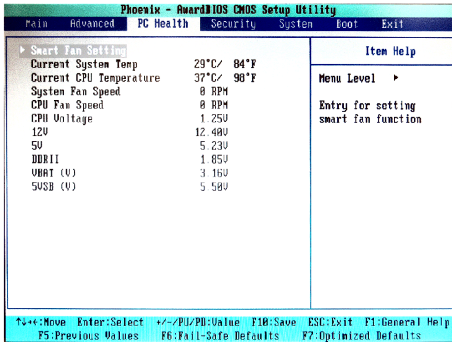 Phoenix - AwardBIOS CMOS Setup Utility
Main Advanced PC Health Security System Boot Exit
▶ Smart Fan Setting
Current System Temp 29°C/ 84°F
Current CPU Temperature 37°C/ 98°F
System Fan Speed 0 RPM
CPU Fan Speed 0 RPM
CPU Voltage 1.25V
12V 12.40V
5V 5.23V
DDRII 1.85V
VBAT (V) 3.16V
5VSB (V) 5.50V
Item Help
Menu Level ▶
Entry for setting
smart fan function
↑↓→←:Move Enter:Select +/-/PU/PD:Value F10:Save ESC:Exit F1:General Help
F5:Previous Values F6:Fail-Safe Defaults F7:Optimized Defaults